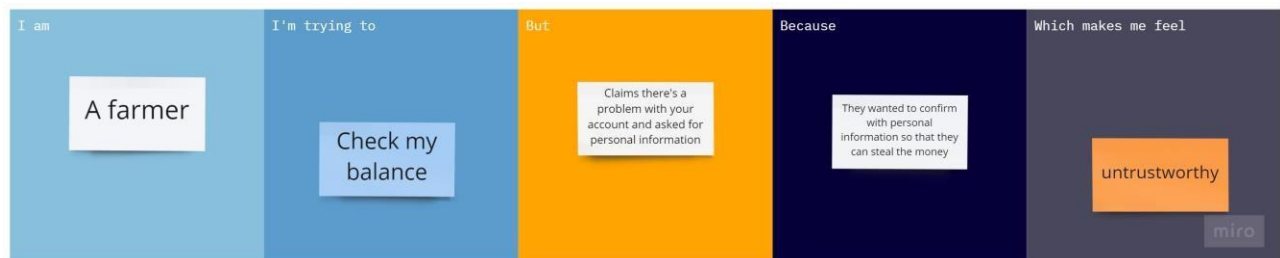 I am
A farmer
I'm trying to
Check my
balance
But
Claims there's a
problem with your
account and asked for
personal information
Because
They wanted to confirm
with personal
information so that they
can steal the money
Which makes me feel
untrustworthy
miro